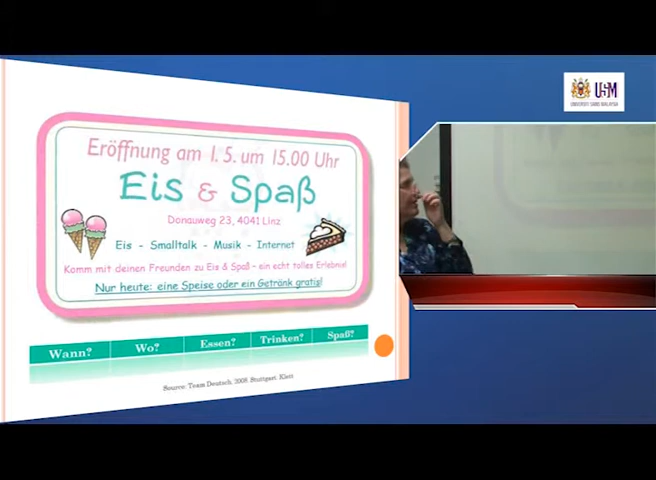 USM
UNIVERSITI SAINS MALAYSIA
Eröffnung am 1. 5. um 15.00 Uhr
Eis & Spaß
Donauweg 23, 4041 Linz
Eis - Smalltalk - Musik - Internet
Komm mit deinen Freunden zu Eis & Spaß – ein echt tolles Erlebnis!
Nur heute: eine Speise oder ein Getränk gratis!
Wann? Wo? Essen? Trinken? Spaß?
Source: Team Deutsch, 2008. Stuttgart: Klett